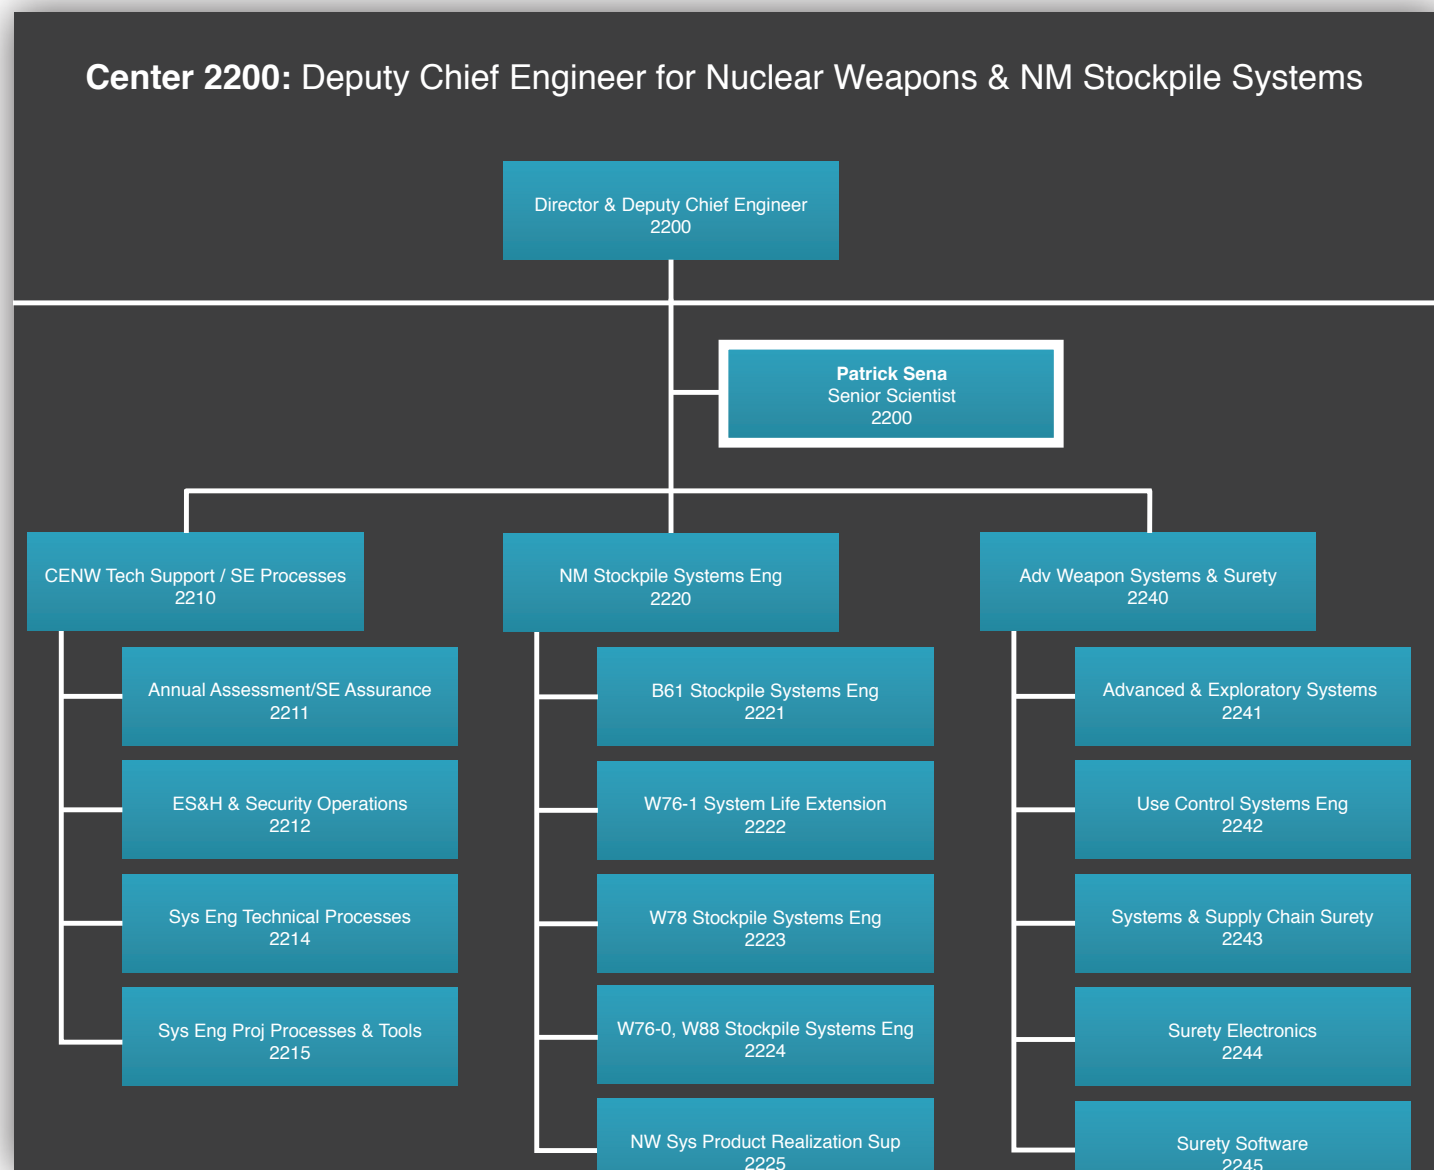 Center 2200: Deputy Chief Engineer for Nuclear Weapons & NM Stockpile Systems
Director & Deputy Chief Engineer
2200
Patrick Sena
Senior Scientist
2200
CENW Tech Support / SE Processes
2210
Annual Assessment/SE Assurance
2211
ES&H & Security Operations
2212
Sys Eng Technical Processes
2214
Sys Eng Proj Processes & Tools
2215
NM Stockpile Systems Eng
2220
B61 Stockpile Systems Eng
2221
W76-1 System Life Extension
2222
W78 Stockpile Systems Eng
2223
W76-0, W88 Stockpile Systems Eng
2224
NW Sys Product Realization Sup
2225
Adv Weapon Systems & Surety
2240
Advanced & Exploratory Systems
2241
Use Control Systems Eng
2242
Systems & Supply Chain Surety
2243
Surety Electronics
2244
Surety Software
2245